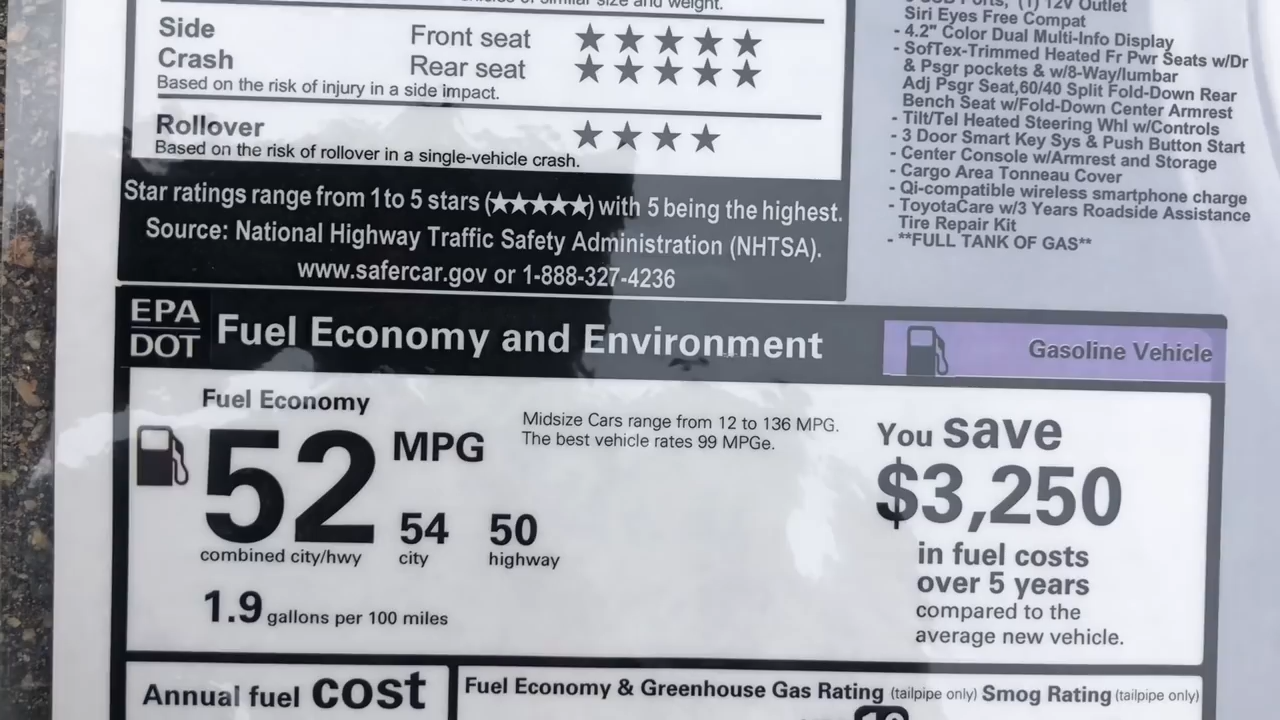 of similar size and weight.
Side
Crash
Front seat ★★★★★
Rear seat ★★★★★
Based on the risk of injury in a side impact.
Rollover ★★★★
Based on the risk of rollover in a single-vehicle crash.
Star ratings range from 1 to 5 stars (★★★★★) with 5 being the highest.
Source: National Highway Traffic Safety Administration (NHTSA).
www.safercar.gov or 1-888-327-4236
(1) 12V Outlet
Siri Eyes Free Compat
- 4.2" Color Dual Multi-Info Display
- SofTex-Trimmed Heated Fr Pwr Seats w/Dr
& Psgr pockets & w/8-Way/lumbar
Adj Psgr Seat,60/40 Split Fold-Down Rear
Bench Seat w/Fold-Down Center Armrest
- Tilt/Tel Heated Steering Whl w/Controls
- 3 Door Smart Key Sys & Push Button Start
- Center Console w/Armrest and Storage
- Cargo Area Tonneau Cover
- Qi-compatible wireless smartphone charge
- ToyotaCare w/3 Years Roadside Assistance
Tire Repair Kit
- **FULL TANK OF GAS**
EPA
DOT
Fuel Economy and Environment
Gasoline Vehicle
Fuel Economy
52 MPG
combined city/hwy
54
city
50
highway
1.9 gallons per 100 miles
Midsize Cars range from 12 to 136 MPG.
The best vehicle rates 99 MPGe.
You save
$3,250
in fuel costs
over 5 years
compared to the
average new vehicle.
Annual fuel cost
Fuel Economy & Greenhouse Gas Rating (tailpipe only) Smog Rating (tailpipe only)